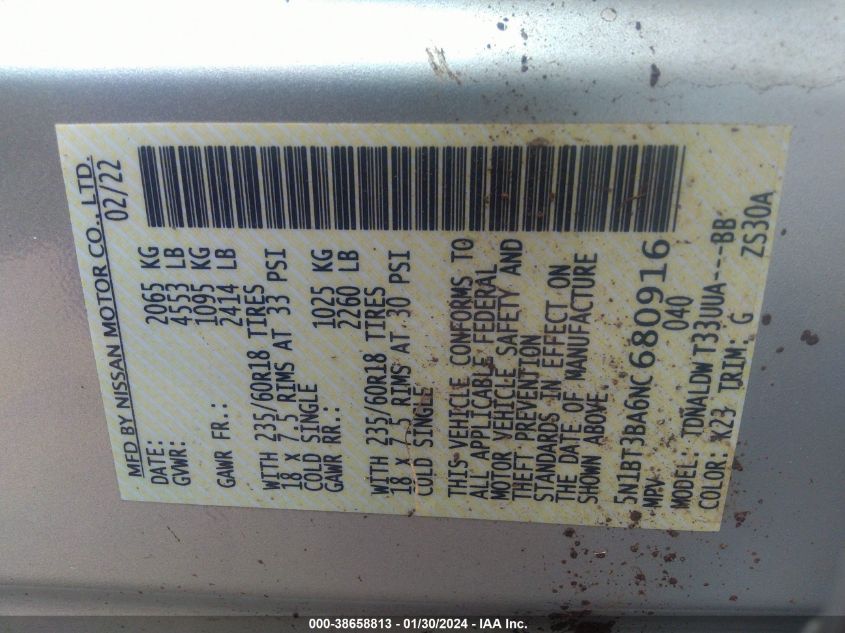 MFD BY NISSAN MOTOR CO., LTD.
DATE: 02/22
GVWR: 2065 KG
4553 LB
GAWR FR.: 1095 KG
2414 LB
WITH 235/60R18 TIRES
18 X 7.5 RIMS AT 33 PSI
COLD SINGLE
GAWR RR.: 1025 KG
2260 LB
WITH 235/60R18 TIRES
18 X 7.5 RIMS AT 30 PSI
COLD SINGLE
THIS VEHICLE CONFORMS TO
ALL APPLICABLE FEDERAL
MOTOR VEHICLE SAFETY AND
THEFT PREVENTION
STANDARDS IN EFFECT ON
THE DATE OF MANUFACTURE
SHOWN ABOVE
5N1BT3BA6NC680916
MPV 040
MODEL: TDNALDWT33UUA---BB
COLOR: K23 TRIM: G ZS30A
000-38658813 - 01/30/2024 - IAA Inc.